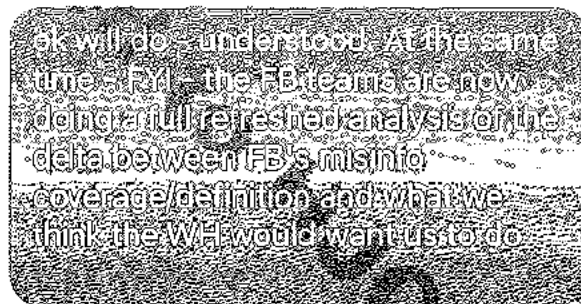 ok will do - understood. At the same
time - FYI - the FB teams are now
doing a full refreshed analysis of the
delta between FB's misinfo
coverage/definition and what we
think the WH would want us to do